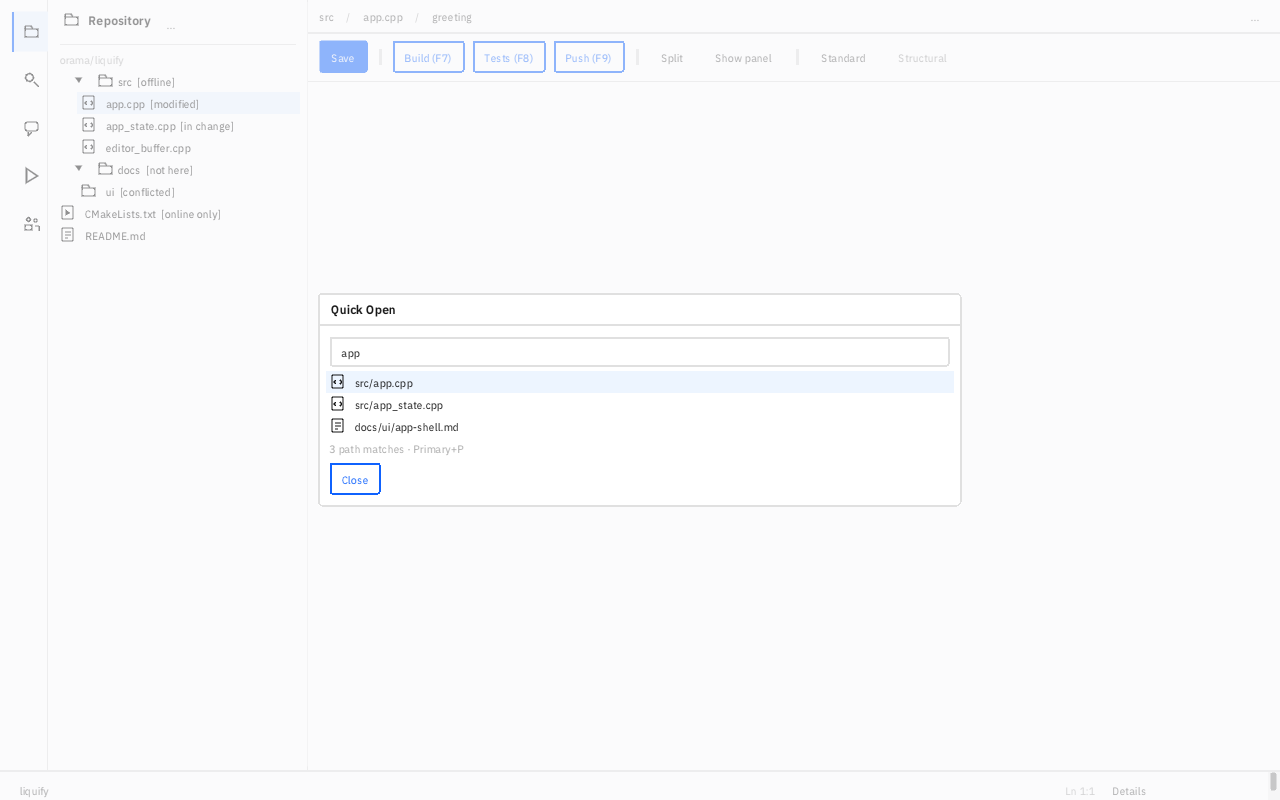 Repository ...
orama/liquify
src [offline]
app.cpp [modified]
app_state.cpp [in change]
editor_buffer.cpp
docs [not here]
ui [conflicted]
CMakeLists.txt [online only]
README.md
src / app.cpp / greeting ...
Save Build (F7) Tests (F8) Push (F9) Split Show panel Standard Structural
Quick Open
app
src/app.cpp
src/app_state.cpp
docs/ui/app-shell.md
3 path matches · Primary+P
Close
liquify Ln 1:1 Details